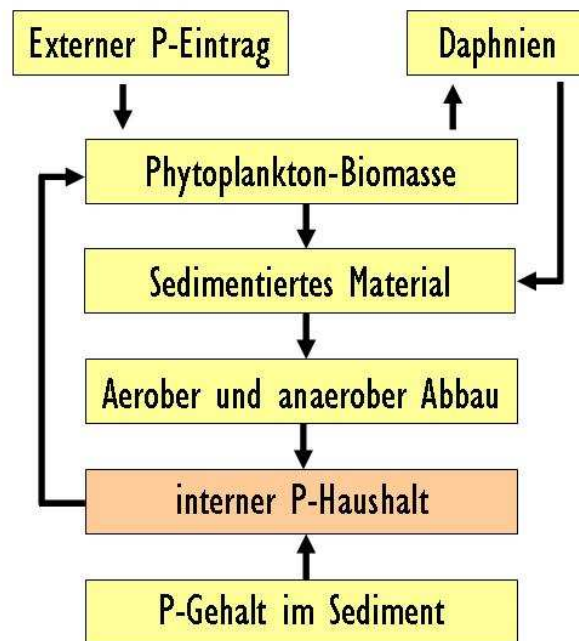 Externer P-Eintrag
Daphnien
Phytoplankton-Biomasse
Sedimentiertes Material
Aerober und anaerober Abbau
interner P-Haushalt
P-Gehalt im Sediment